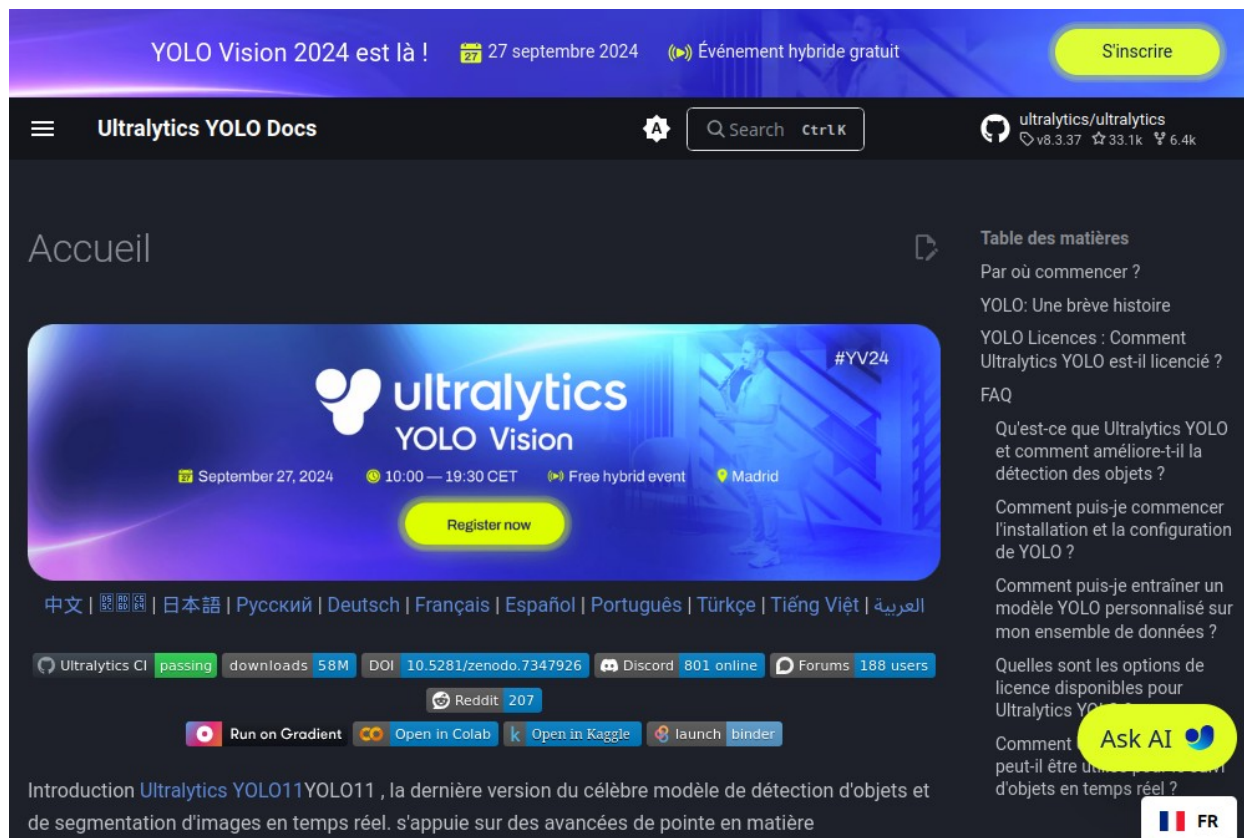 YOLO Vision 2024 est là !
27 septembre 2024
Événement hybride gratuit
S'inscrire
Ultralytics YOLO Docs
A
Search Ctrl K
ultralytics/ultralytics
v8.3.37 33.1k 6.4k
Accueil
#YV24
ultralytics
YOLO Vision
September 27, 2024
10:00 — 19:30 CET
Free hybrid event
Madrid
Register now
中文 | | 日本語 | Русский | Deutsch | Français | Español | Português | Türkçe | Tiếng Việt | العربية
Ultralytics CI passing downloads 58M DOI 10.5281/zenodo.7347926 Discord 801 online Forums 188 users
Reddit 207
Run on Gradient Open in Colab Open in Kaggle launch binder
Introduction Ultralytics YOLO11YOLO11 , la dernière version du célèbre modèle de détection d'objets et
de segmentation d'images en temps réel. s'appuie sur des avancées de pointe en matière
Table des matières
Par où commencer ?
YOLO: Une brève histoire
YOLO Licences : Comment
Ultralytics YOLO est-il licencié ?
FAQ
Qu'est-ce que Ultralytics YOLO
et comment améliore-t-il la
détection des objets ?
Comment puis-je commencer
l'installation et la configuration
de YOLO ?
Comment puis-je entraîner un
modèle YOLO personnalisé sur
mon ensemble de données ?
Quelles sont les options de
licence disponibles pour
Ultralytics
Comment
peut-il être
d'objets en temps réel ?
Ask AI
FR